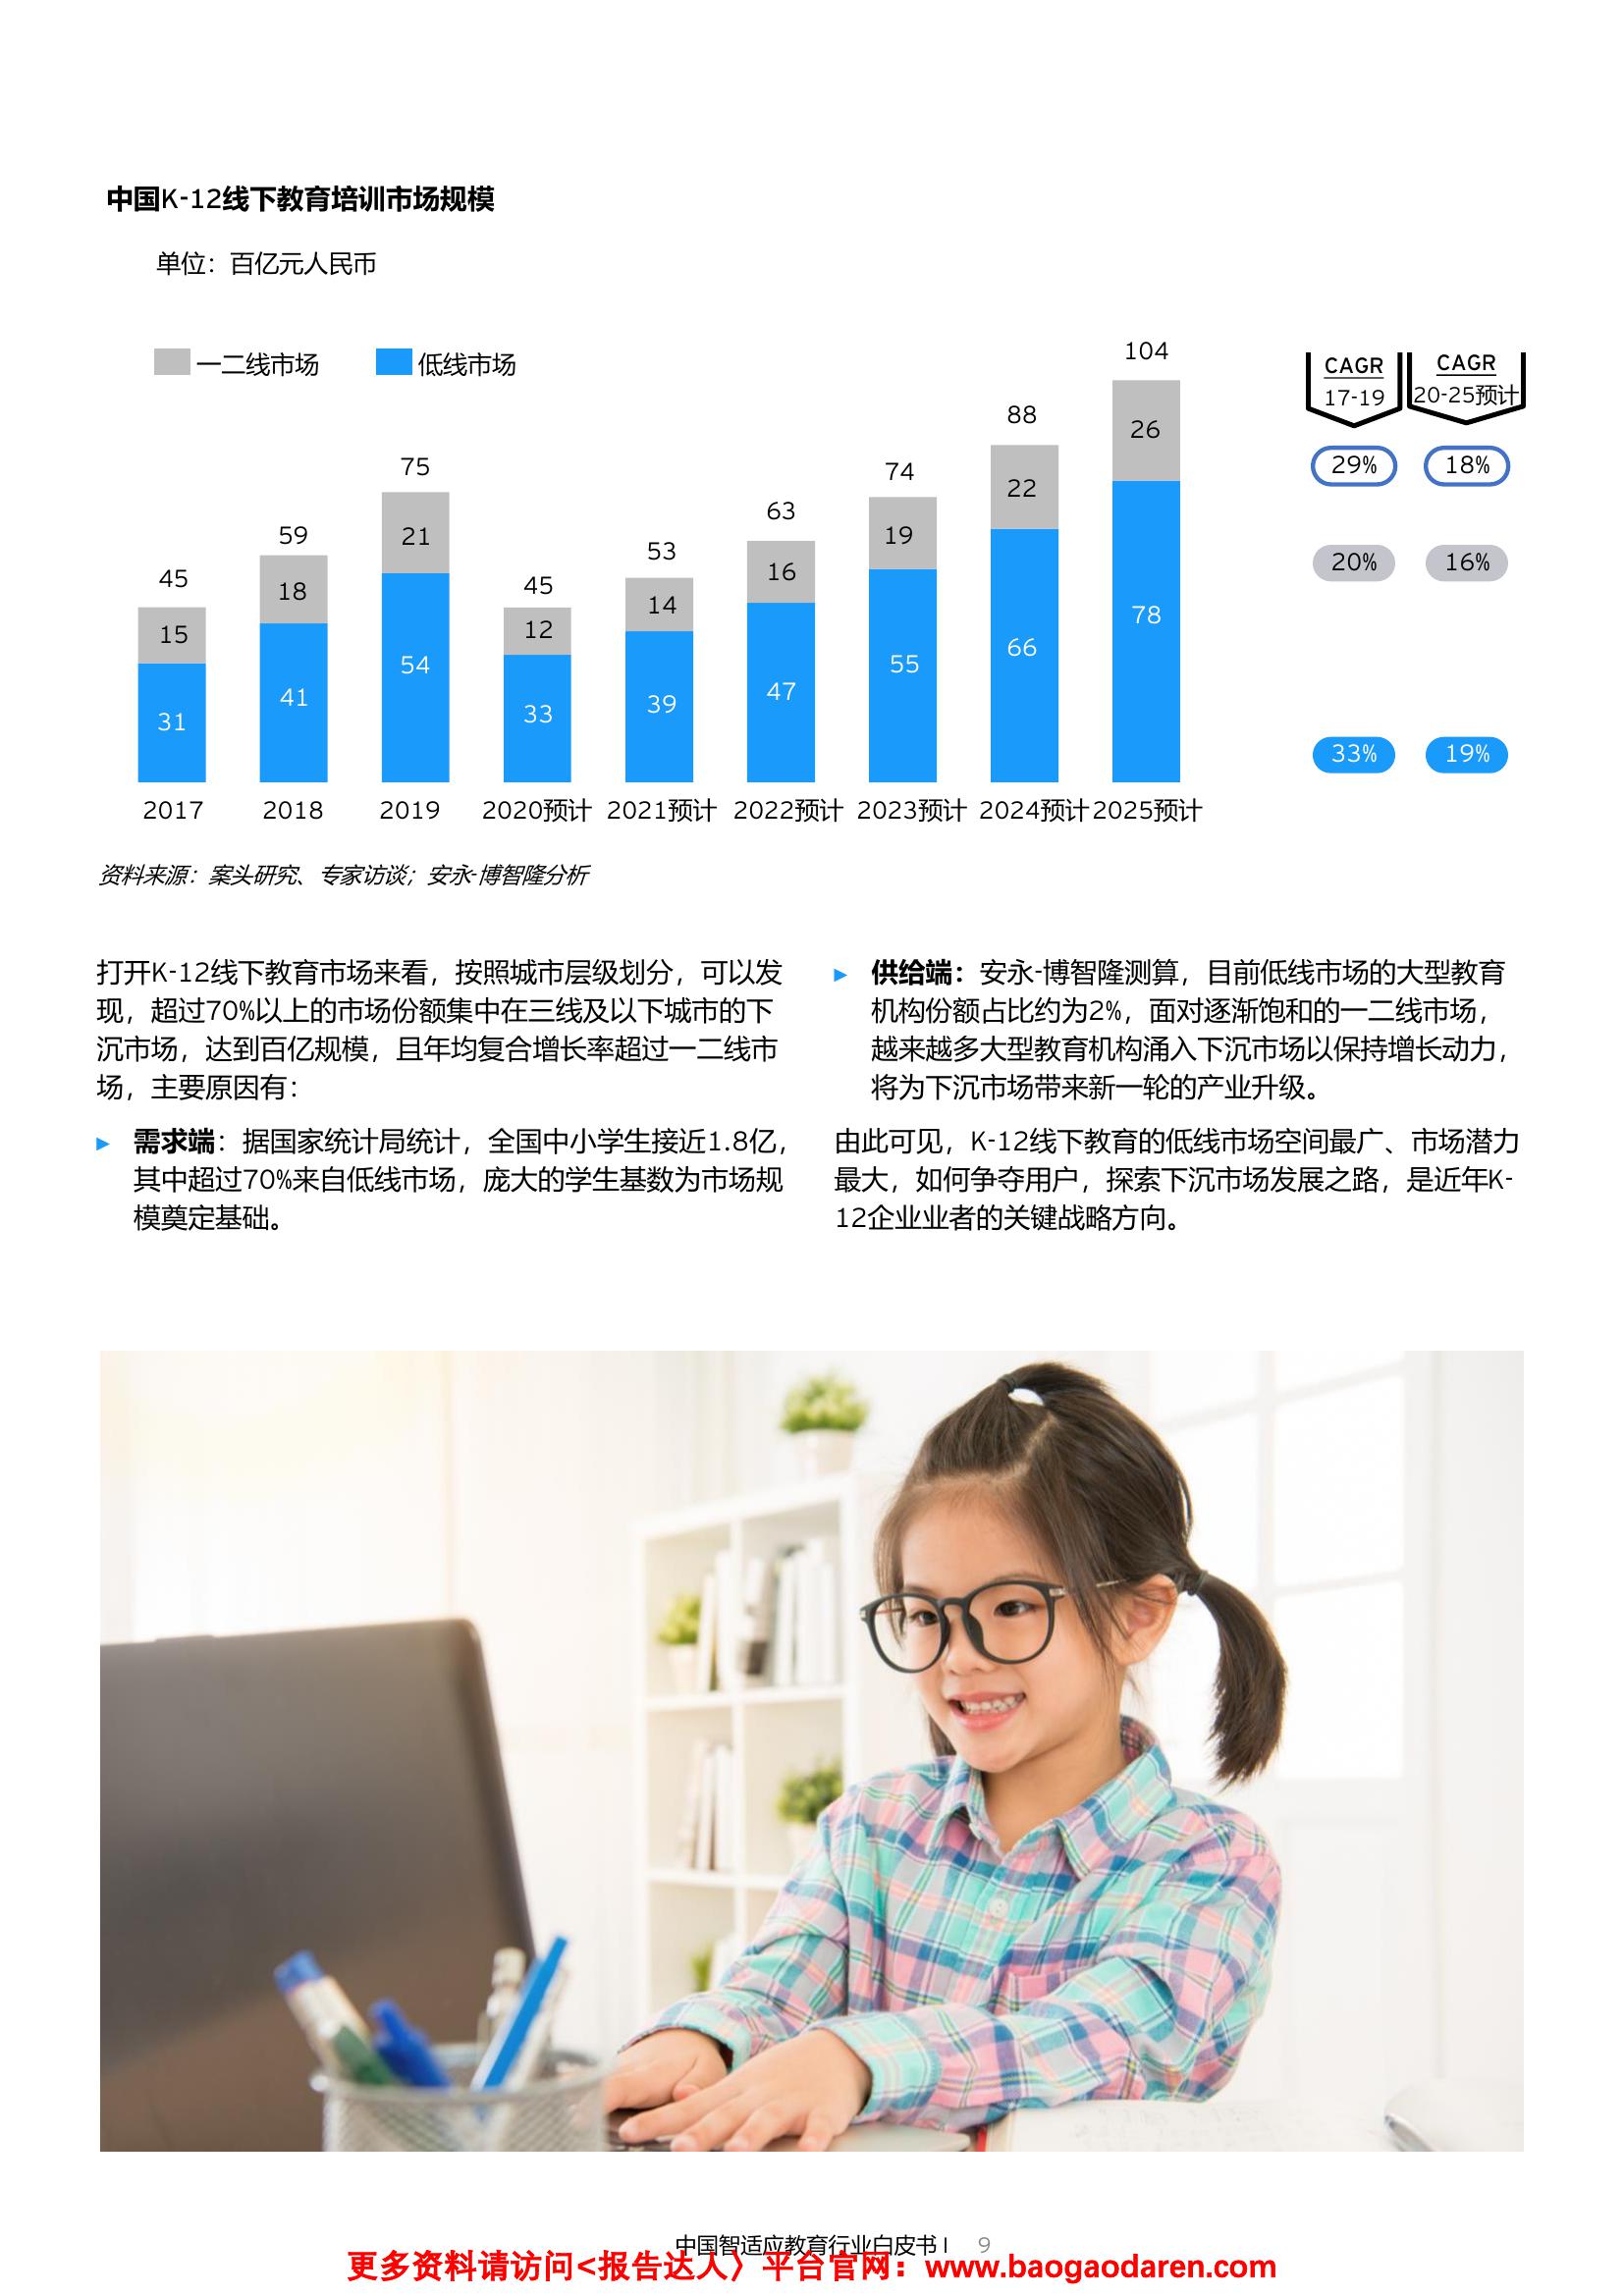 中国K-12线下教育培训市场规模
单位：百亿元人民币
一二线市场 低线市场
45 59 75 45 53 63 74 88 104
15 18 21 12 14 16 19 22 26
31 41 54 33 39 47 55 66 78
2017 2018 2019 2020预计 2021预计 2022预计 2023预计 2024预计 2025预计
CAGR CAGR
17-19 20-25预计
29% 18%
20% 16%
33% 19%
资料来源：案头研究、专家访谈；安永-博智隆分析
打开K-12线下教育市场来看，按照城市层级划分，可以发
现，超过70%以上的市场份额集中在三线及以下城市的下
沉市场，达到百亿规模，且年均复合增长率超过一二线市
场，主要原因有：
► 需求端：据国家统计局统计，全国中小学生接近1.8亿，
其中超过70%来自低线市场，庞大的学生基数为市场规
模奠定基础。
► 供给端：安永-博智隆测算，目前低线市场的大型教育
机构份额占比约为2%，面对逐渐饱和的一二线市场，
越来越多大型教育机构涌入下沉市场以保持增长动力，
将为下沉市场带来新一轮的产业升级。
由此可见，K-12线下教育的低线市场空间最广、市场潜力
最大，如何争夺用户，探索下沉市场发展之路，是近年K-
12企业业者的关键战略方向。
中国智适应教育行业白皮书 I 9
更多资料请访问<报告达人〉平台官网：www.baogaodaren.com